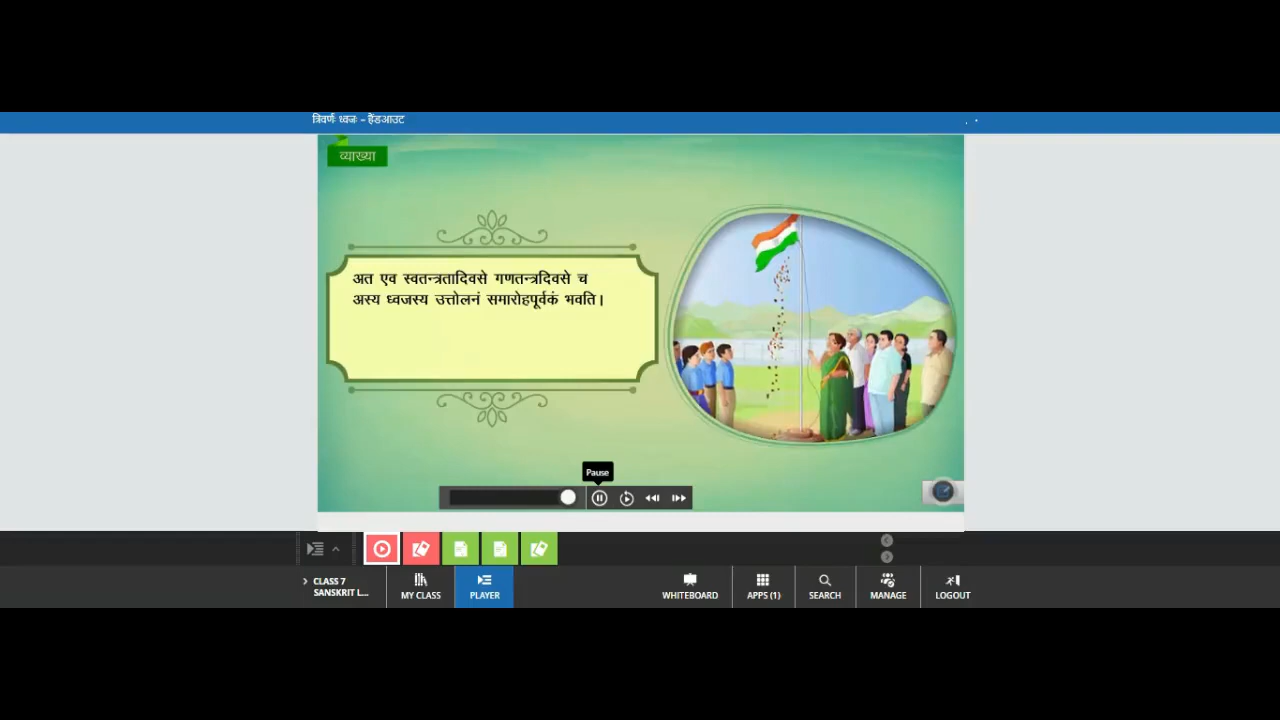 त्रिवर्णः ध्वजः - हैंडआउट
व्याख्या
अत एव स्वतन्त्रतादिवसे गणतन्त्रदिवसे च
अस्य ध्वजस्य उत्तोलनं समारोहपूर्वकं भवति।
Pause
CLASS 7
SANSKRIT L...
MY CLASS
PLAYER
WHITEBOARD
APPS (1)
SEARCH
MANAGE
LOGOUT